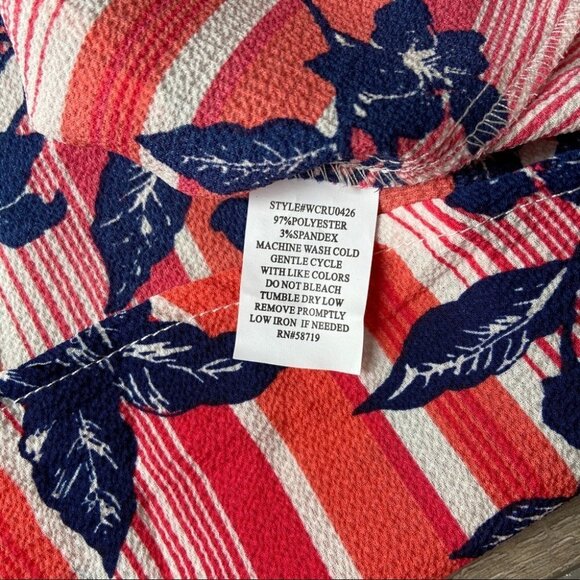 STYLE#WCRU0426
97%POLYESTER
3%SPANDEX
MACHINE WASH COLD
GENTLE CYCLE
WITH LIKE COLORS
DO NOT BLEACH
TUMBLE DRY LOW
REMOVE PROMPTLY
LOW IRON IF NEEDED
RN#58719